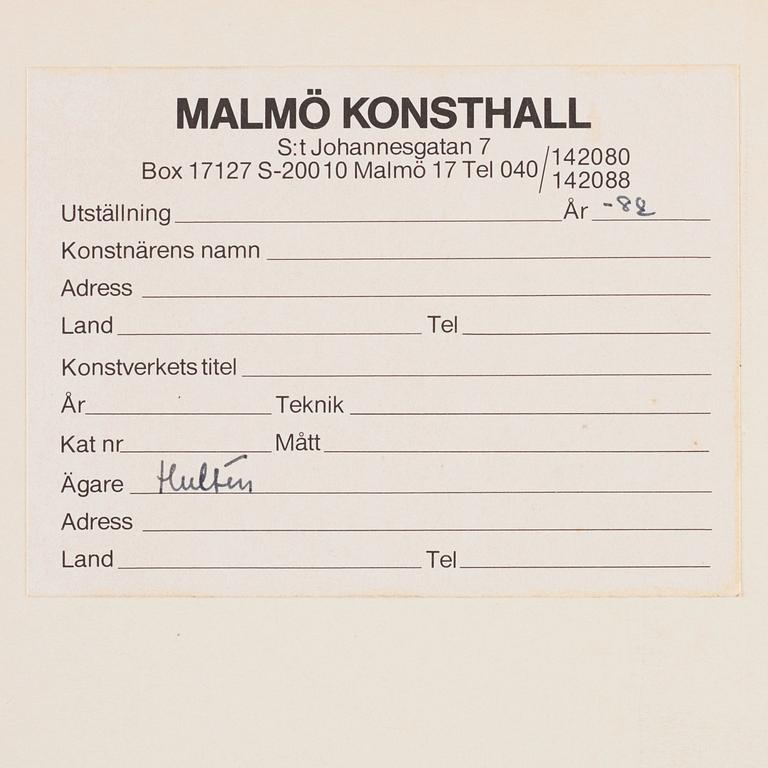 MALMÖ KONSTHALL
S:t Johannesgatan 7
Box 17127 S-20010 Malmö 17 Tel 040/142080
142088
Utställning År -82
Konstnärens namn
Adress
Land Tel
Konstverkets titel
År Teknik
Kat nr Mått
Ägare Hultén
Adress
Land Tel